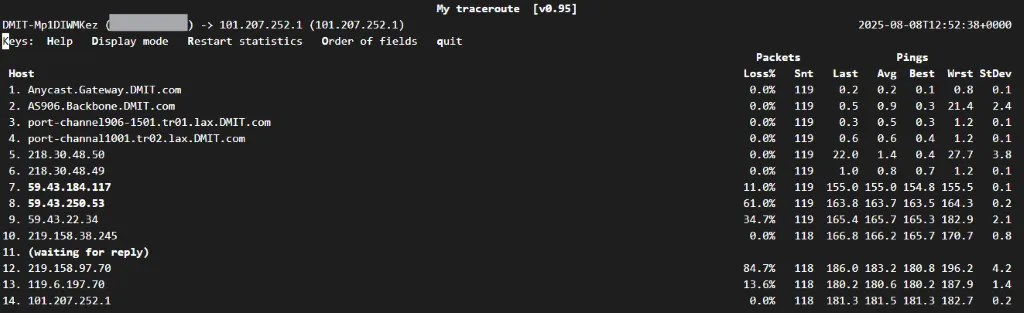 My traceroute [v0.95]
DMIT-Mp1DIWMKez ( ) -> 101.207.252.1 (101.207.252.1) 2025-08-08T12:52:38+0000
Keys: Help Display mode Restart statistics Order of fields quit
Packets Pings
Host Loss% Snt Last Avg Best Wrst StDev
1. Anycast.Gateway.DMIT.com 0.0% 119 0.2 0.2 0.1 0.8 0.1
2. AS906.Backbone.DMIT.com 0.0% 119 0.5 0.9 0.3 21.4 2.4
3. port-channel906-1501.tr01.lax.DMIT.com 0.0% 119 0.3 0.5 0.3 1.2 0.1
4. port-channal1001.tr02.lax.DMIT.com 0.0% 119 0.6 0.6 0.4 1.2 0.1
5. 218.30.48.50 0.0% 119 22.0 1.4 0.4 27.7 3.8
6. 218.30.48.49 0.0% 119 1.0 0.8 0.7 1.2 0.1
7. 59.43.184.117 11.0% 119 155.0 155.0 154.8 155.5 0.1
8. 59.43.250.53 61.0% 119 163.8 163.7 163.5 164.3 0.2
9. 59.43.22.34 34.7% 119 165.4 165.7 165.3 182.9 2.1
10. 219.158.38.245 0.0% 118 166.8 166.2 165.7 170.7 0.8
11. (waiting for reply)
12. 219.158.97.70 84.7% 118 186.0 183.2 180.8 196.2 4.2
13. 119.6.197.70 13.6% 118 180.2 180.6 180.2 187.9 1.4
14. 101.207.252.1 0.0% 118 181.3 181.5 181.3 182.7 0.2